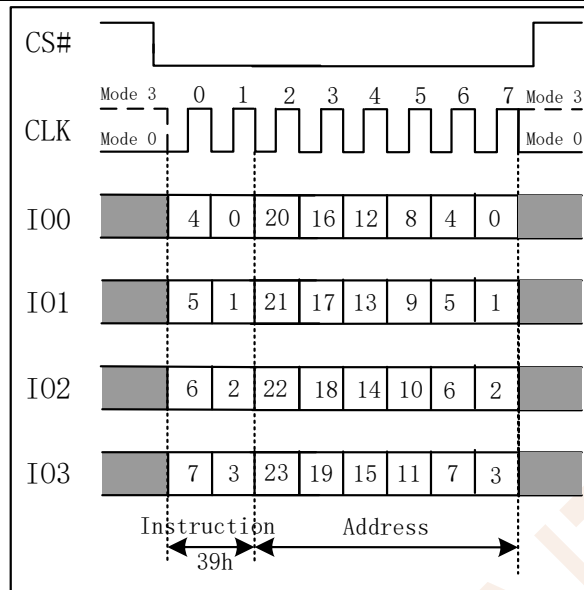 CS#
Mode 3 0 1 2 3 4 5 6 7 Mode 3
CLK
Mode 0 Mode 0
IO0 4 0 20 16 12 8 4 0
IO1 5 1 21 17 13 9 5 1
IO2 6 2 22 18 14 10 6 2
IO3 7 3 23 19 15 11 7 3
Instruction Address
39h